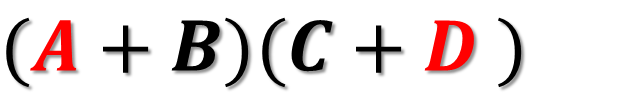 (A + B)(C + D )